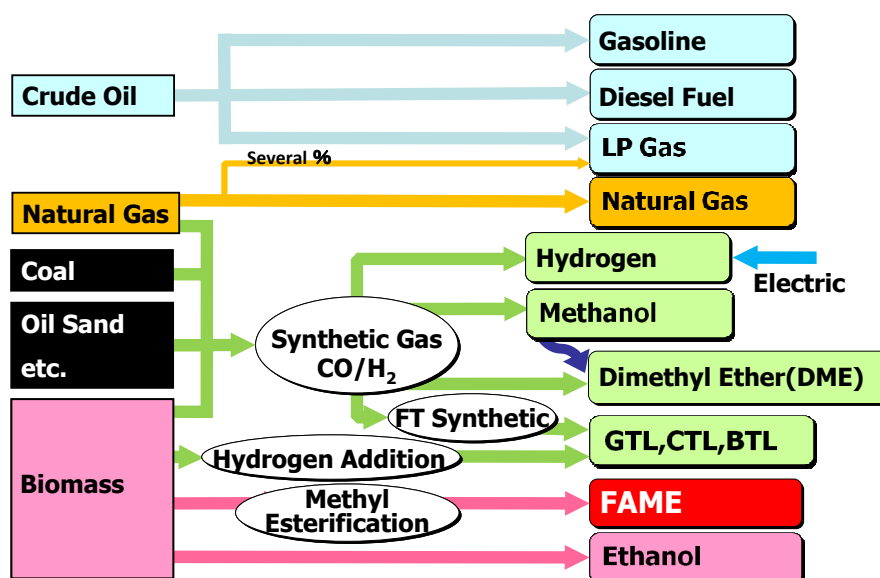 Gasoline
Crude Oil
Diesel Fuel
LP Gas
Several %
Natural Gas
Natural Gas
Coal
Hydrogen
Electric
Oil Sand
etc.
Methanol
Synthetic Gas
CO/H₂
Dimethyl Ether(DME)
FT Synthetic
GTL,CTL,BTL
Hydrogen Addition
Biomass
Methyl
Esterification
FAME
Ethanol